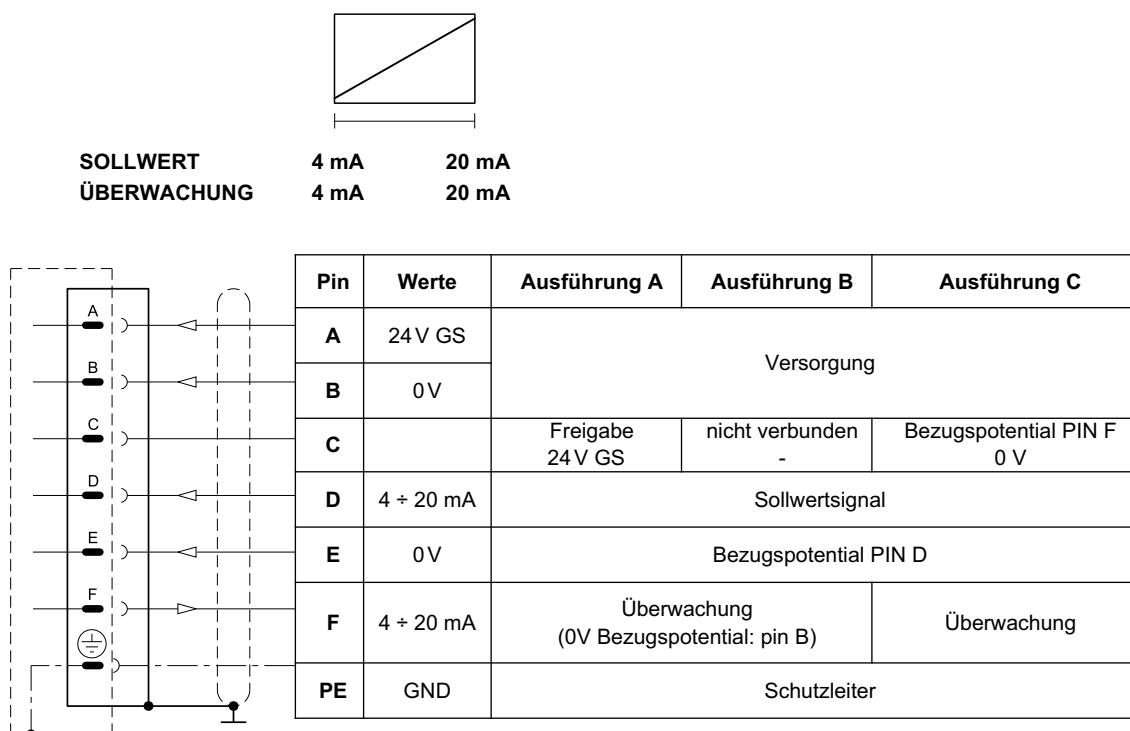 SOLLWERT 4 mA 20 mA
ÜBERWACHUNG 4 mA 20 mA
A
B
C
D
E
F
Pin Werte Ausführung A Ausführung B Ausführung C
A 24 V GS
Versorgung
B 0 V
C Freigabe nicht verbunden Bezugspotential PIN F
24 V GS - 0 V
D 4 ÷ 20 mA Sollwertsignal
E 0 V Bezugspotential PIN D
F 4 ÷ 20 mA Überwachung Überwachung
(0V Bezugspotential: pin B)
PE GND Schutzleiter